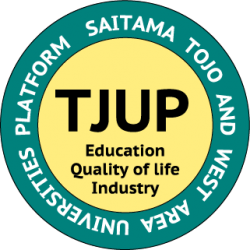 PLATFORM SAITAMA TOJO AND WEST AREA UNIVERSITIES
TJUP
Education
Quality of life
Industry